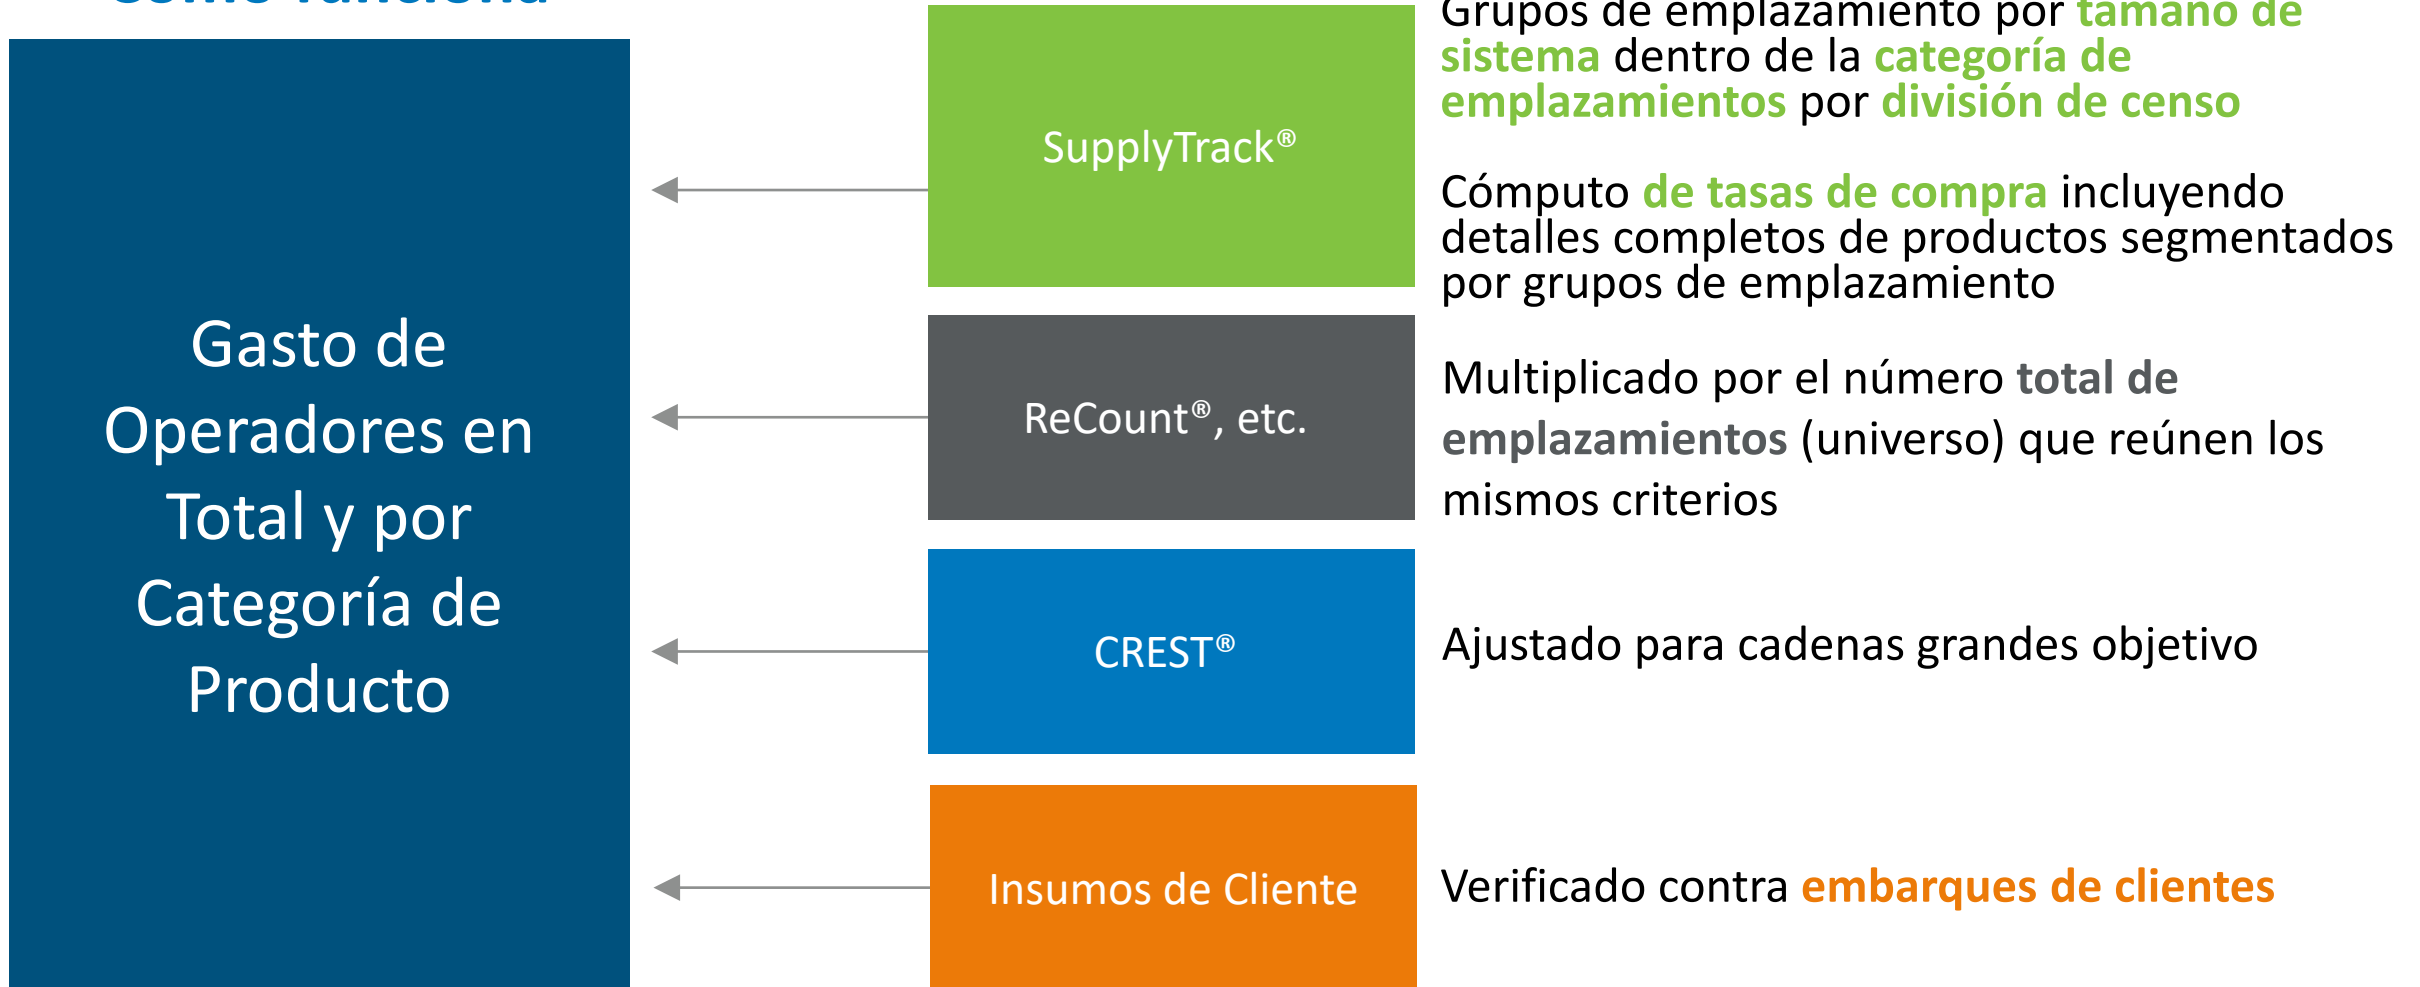 Cómo funciona
Gasto de
Operadores en
Total y por
Categoría de
Producto
SupplyTrack®
Grupos de emplazamiento por tamaño de
sistema dentro de la categoría de
emplazamientos por división de censo
Cómputo de tasas de compra incluyendo
detalles completos de productos segmentados
por grupos de emplazamiento
ReCount®, etc.
Multiplicado por el número total de
emplazamientos (universo) que reúnen los
mismos criterios
CREST®
Ajustado para cadenas grandes objetivo
Insumos de Cliente
Verificado contra embarques de clientes